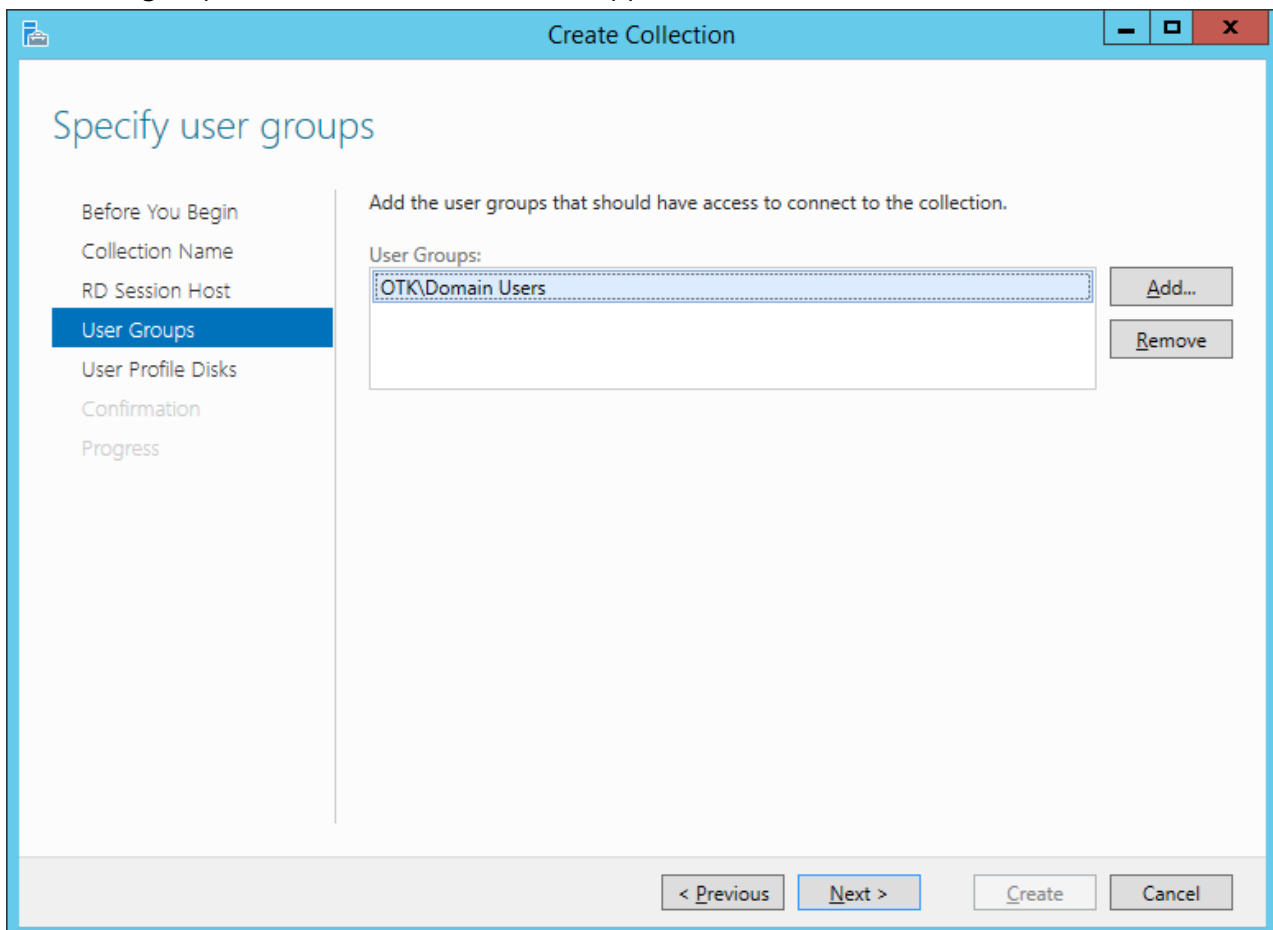 Create Collection
Specify user groups
Before You Begin
Collection Name
RD Session Host
User Groups
User Profile Disks
Confirmation
Progress
Add the user groups that should have access to connect to the collection.
User Groups:
OTK\Domain Users
Add...
Remove
< Previous
Next >
Create
Cancel